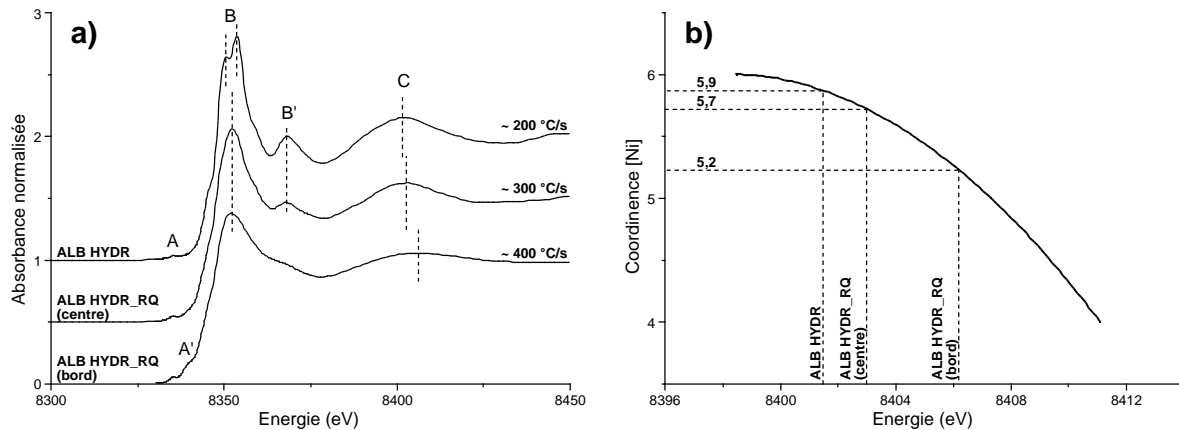 a)
Absorbance normalisée
3
2
1
0
B
B'
C
A
A'
~ 200 °C/s
~ 300 °C/s
~ 400 °C/s
ALB HYDR
ALB HYDR_RQ
(centre)
ALB HYDR_RQ
(bord)
8300
8350
8400
8450
Energie (eV)
b)
Coordinence [Ni]
6
5
4
5,9
5,7
5,2
ALB HYDR
ALB HYDR_RQ
(centre)
ALB HYDR_RQ
(bord)
8396
8400
8404
8408
8412
Energie (eV)